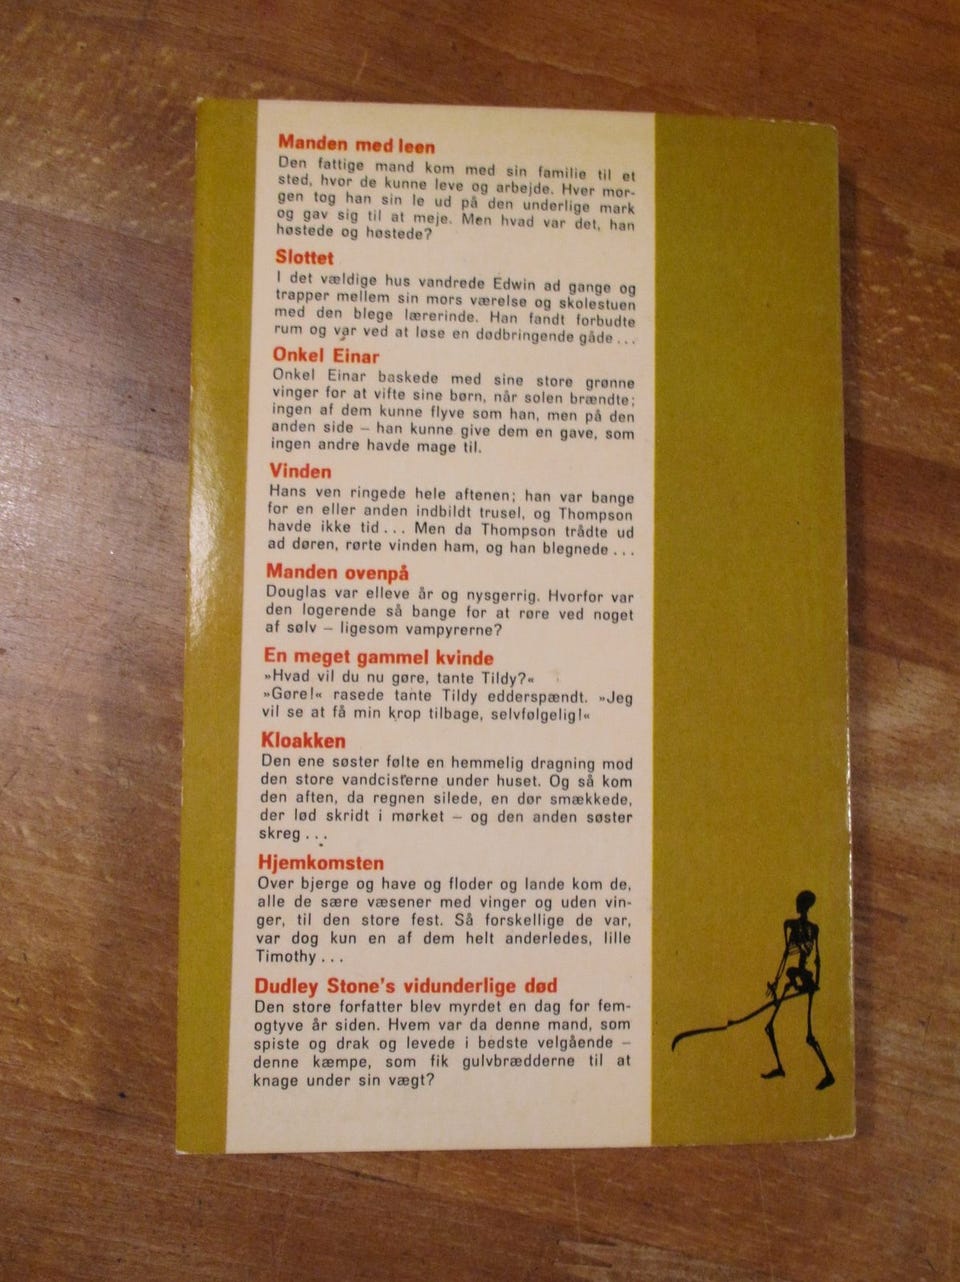 Manden med leen
Den fattige mand kom med sin familie til et
sted, hvor de kunne leve og arbejde. Hver mor-
gen tog han sin le ud på den underlige mark
og gav sig til at meje. Men hvad var det, han
høstede og høstede?
Slottet
I det vældige hus vandrede Edwin ad gange og
trapper mellem sin mors værelse og skolestuen
med den blege lærerinde. Han fandt forbudte
rum og var ved at løse en dødbringende gåde...
Onkel Einar
Onkel Einar baskede med sine store grønne
vinger for at vifte sine børn, når solen brændte;
ingen af dem kunne flyve som han, men på den
anden side – han kunne give dem en gave, som
ingen andre havde mage til.
Vinden
Hans ven ringede hele aftenen; han var bange
for en eller anden indbildt trusel, og Thompson
havde ikke tid... Men da Thompson trådte ud
ad døren, rørte vinden ham, og han blegnede...
Manden ovenpå
Douglas var elleve år og nysgerrig. Hvorfor var
den logerende så bange for at røre ved noget
af sølv – ligesom vampyrerne?
En meget gammel kvinde
»Hvad vil du nu gøre, tante Tildy?«
»Gøre!« rasede tante Tildy edderspændt. »Jeg
vil se at få min krop tilbage, selvfølgelig!«
Kloakken
Den ene søster følte en hemmelig dragning mod
den store vandcisterne under huset. Og så kom
den aften, da regnen silede, en dør smækkede,
der lød skridt i mørket – og den anden søster
skreg...
Hjemkomsten
Over bjerge og have og floder og lande kom de,
alle de sære væsener med vinger og uden vin-
ger, til den store fest. Så forskellige de var,
var dog kun en af dem helt anderledes, lille
Timothy...
Dudley Stone's vidunderlige død
Den store forfatter blev myrdet en dag for fem-
ogtyve år siden. Hvem var da denne mand, som
spiste og drak og levede i bedste velgående –
denne kæmpe, som fik gulvbrædderne til at
knage under sin vægt?